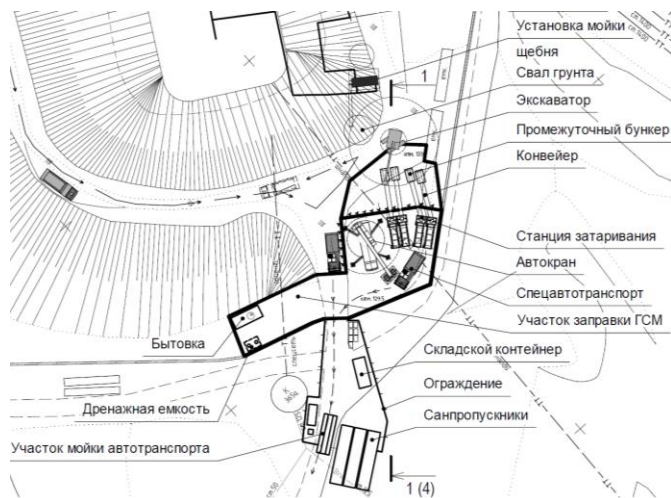 Установка мойки
щебня
1
Свал грунта
Экскаватор
Промежуточный бункер
Конвейер
Станция затаривания
Автокран
Спецавтотранспорт
Участок заправки ГСМ
Бытовка
Складской контейнер
Ограждение
Дренажная емкость
Санпропускники
Участок мойки автотранспорта
1 (4)